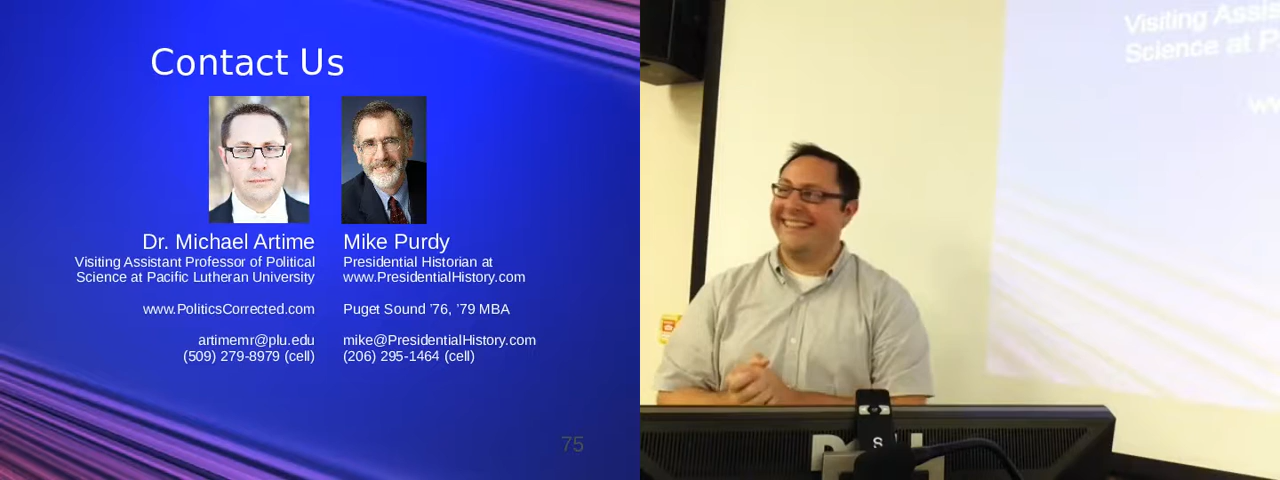 Contact Us
Dr. Michael Artime
Visiting Assistant Professor of Political
Science at Pacific Lutheran University
www.PoliticsCorrected.com
artimemr@plu.edu
(509) 279-8979 (cell)
Mike Purdy
Presidential Historian at
www.PresidentialHistory.com
Puget Sound ’76, ’79 MBA
mike@PresidentialHistory.com
(206) 295-1464 (cell)
75
Visiting Assis
Science at P
ww